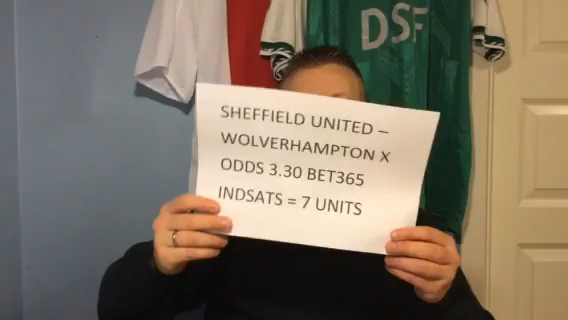 DSF
SHEFFIELD UNITED –
WOLVERHAMPTON X
ODDS 3.30 BET365
INDSATS = 7 UNITS